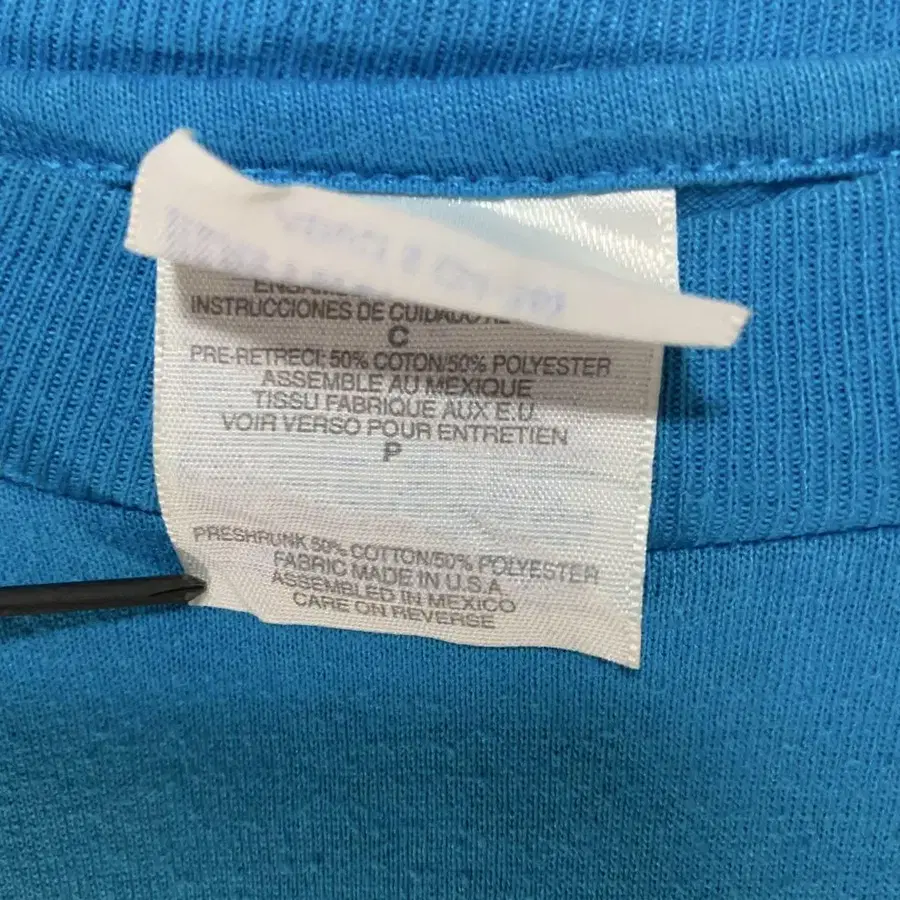 INSTRUCCIONES DE CUIDADO
C
PRE-RETRECI; 50% COTON/50% POLYESTER
ASSEMBLE AU MEXIQUE
TISSU FABRIQUE AUX E.U.
VOIR VERSO POUR ENTRETIEN
P
PRESHRUNK 50% COTTON/50% POLYESTER
FABRIC MADE IN U.S.A
ASSEMBLED IN MEXICO
CARE ON REVERSE